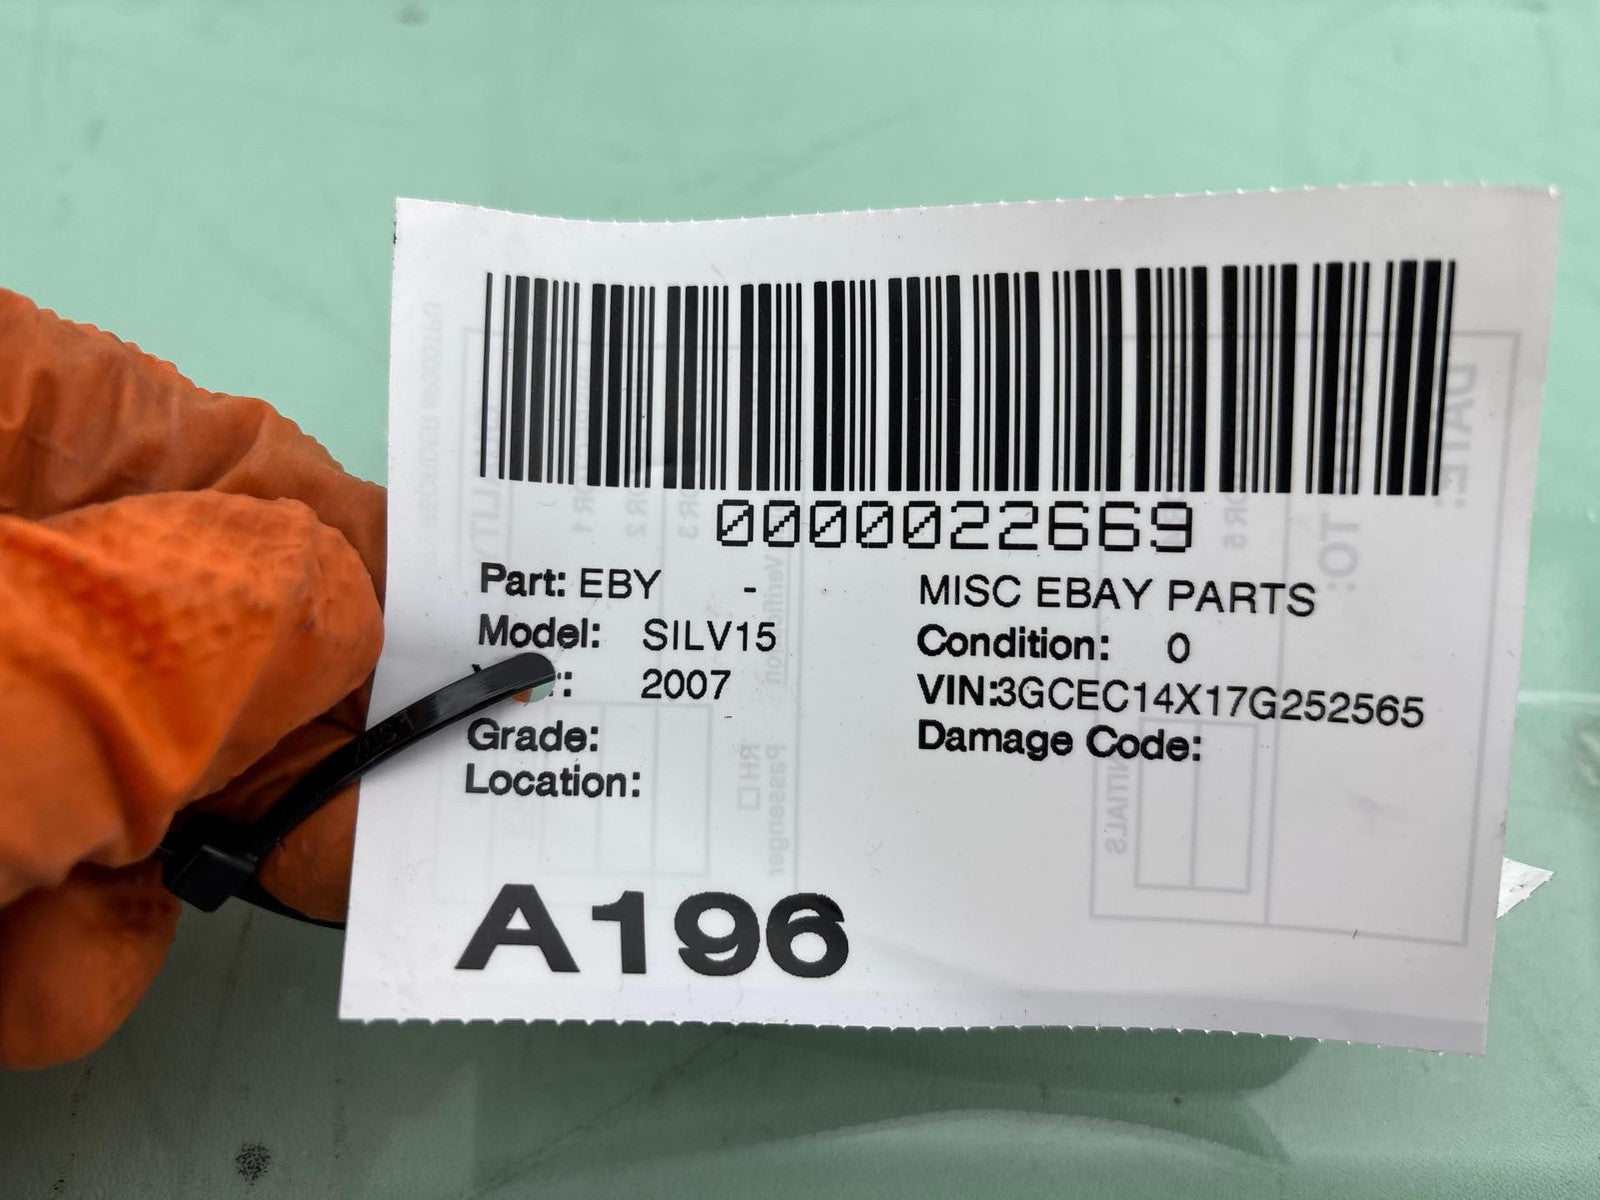 0000022669
Part: EBY - MISC EBAY PARTS
Model: SILV15 Condition: 0
2007 VIN:3GCEC14X17G252565
Grade: Damage Code:
Location:
A196